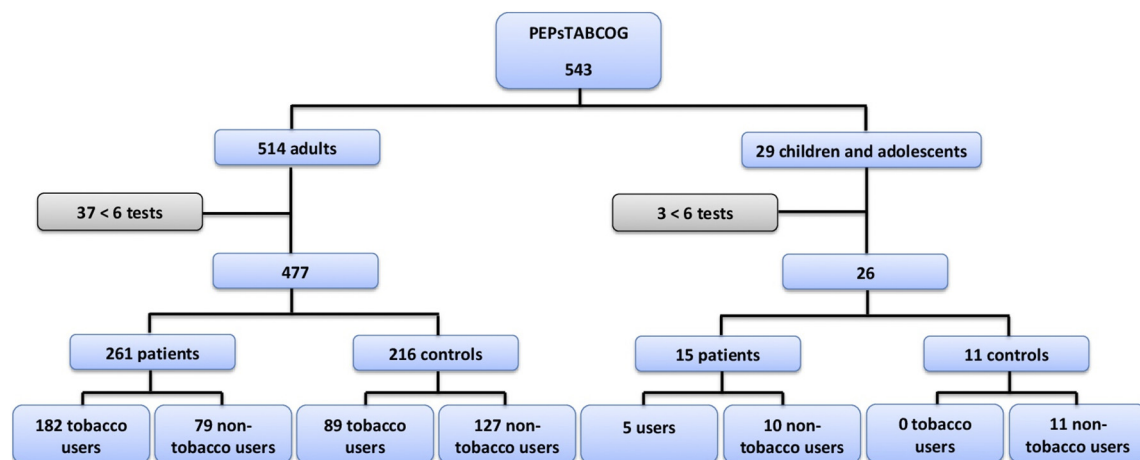 PEPsTABCOG
543
514 adults
29 children and adolescents
37 < 6 tests
3 < 6 tests
477
26
261 patients
216 controls
15 patients
11 controls
182 tobacco
users
79 non-
tobacco users
89 tobacco
users
127 non-
tobacco users
5 users
10 non-
tobacco users
0 tobacco
users
11 non-
tobacco users